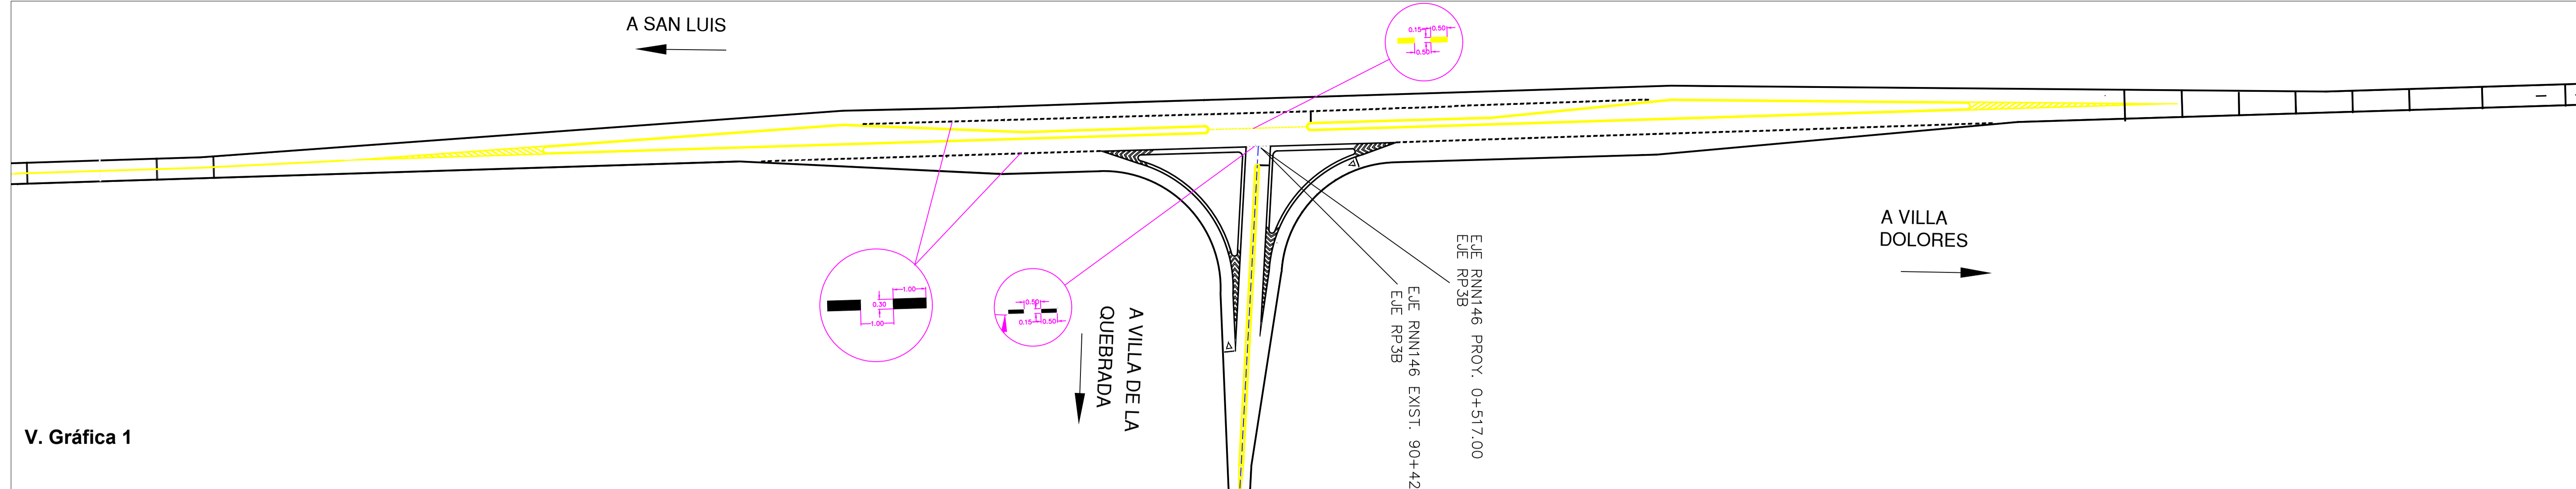 A SAN LUIS
0.15
0.50
0.50
A VILLA
DOLORES
1.00
0.30
1.00
0.50
0.15
0.50
A VILLA DE LA
QUEBRADA
EJE RNN146 PROY. 0+517.00
EJE RP3B
EJE RNN146 EXIST. 90+42
EJE RP3B
V. Gráfica 1